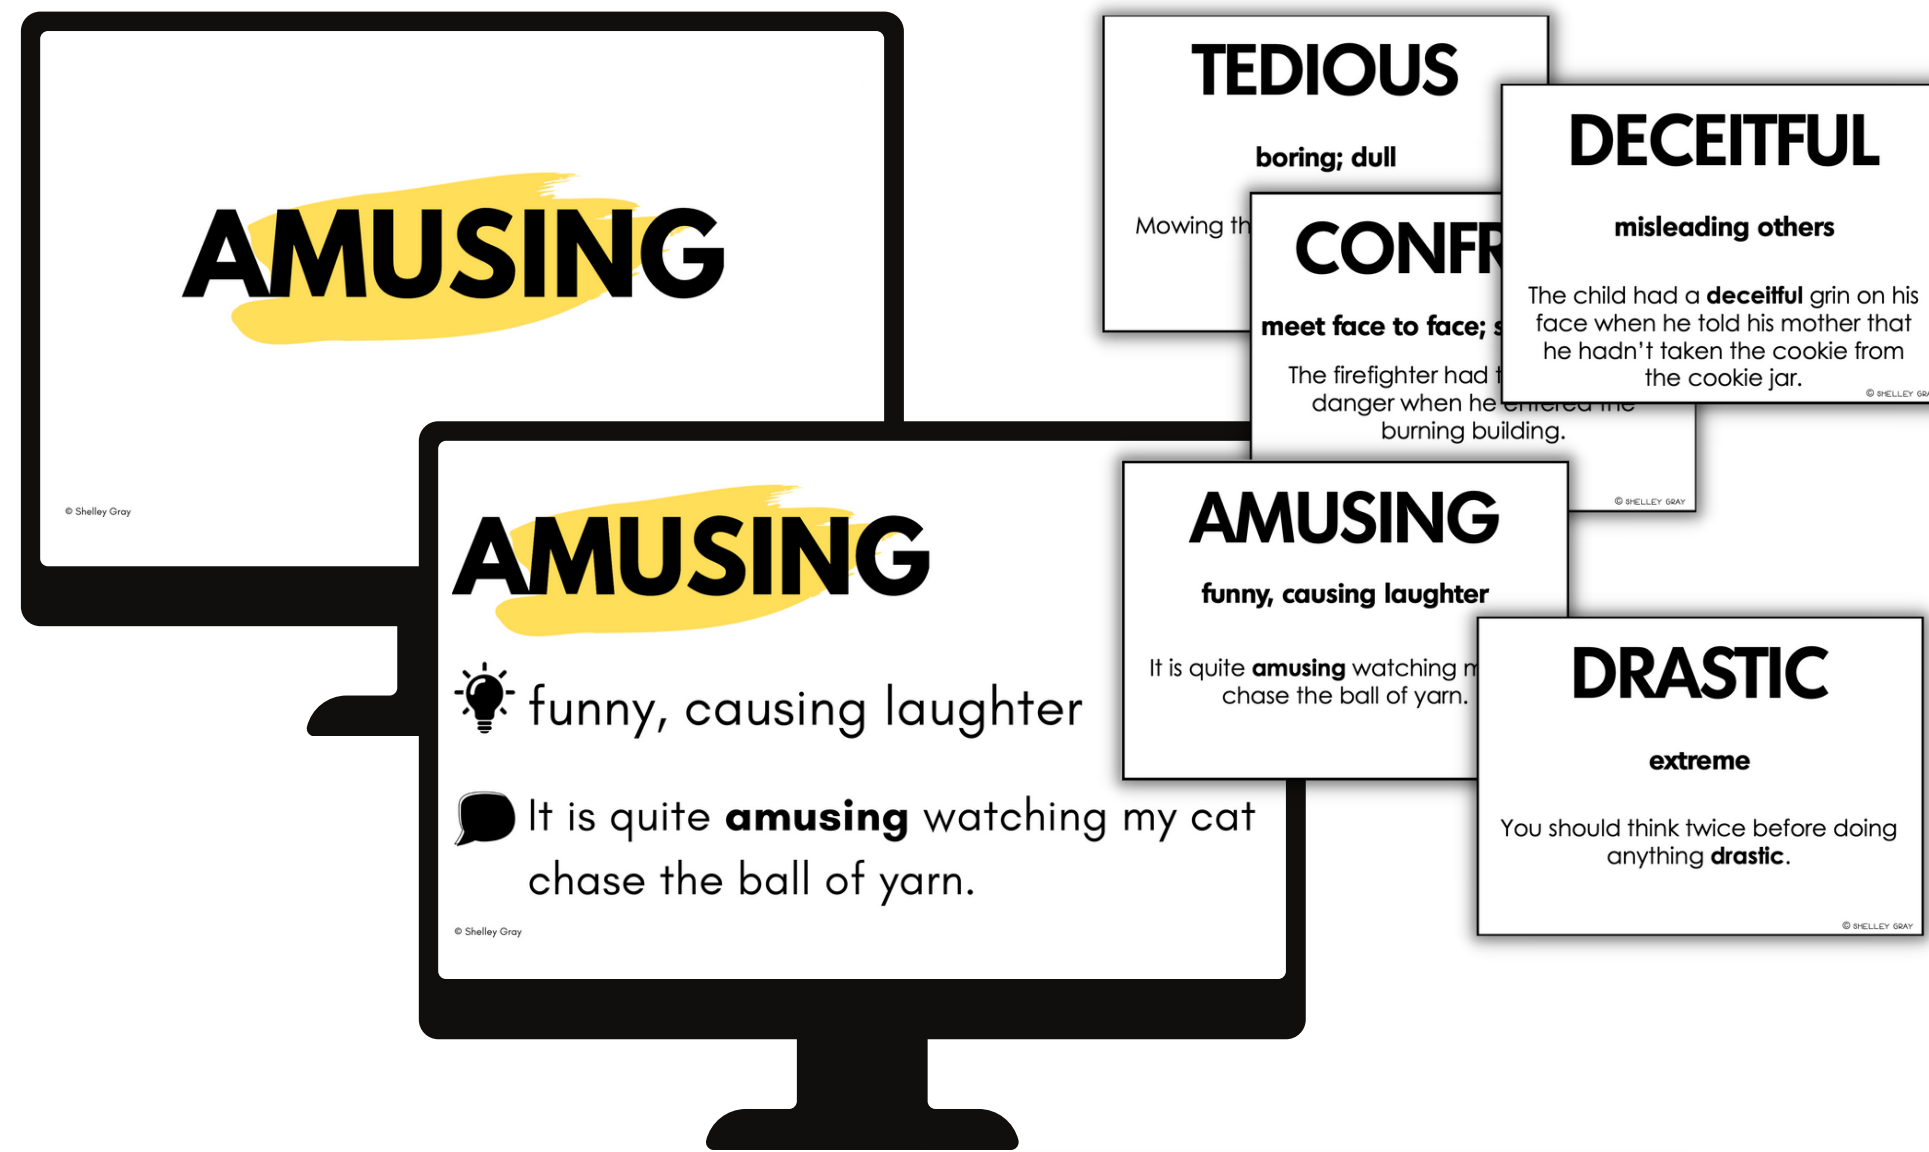 AMUSING
© Shelley Gray
AMUSING
funny, causing laughter
It is quite amusing watching my cat
chase the ball of yarn.
© Shelley Gray
TEDIOUS
boring; dull
Mowing
DECEITFUL
misleading others
The child had a deceitful grin on his
face when he told his mother that
he hadn't taken the cookie from
the cookie jar.
© SHELLEY
meet face to face;
The firefighter had
danger when he entered the
burning building.
© SHELLEY GRAY
AMUSING
funny, causing laughter
It is quite amusing watching
chase the ball of yarn.
DRASTIC
extreme
You should think twice before doing
anything drastic.
© SHELLEY GRAY